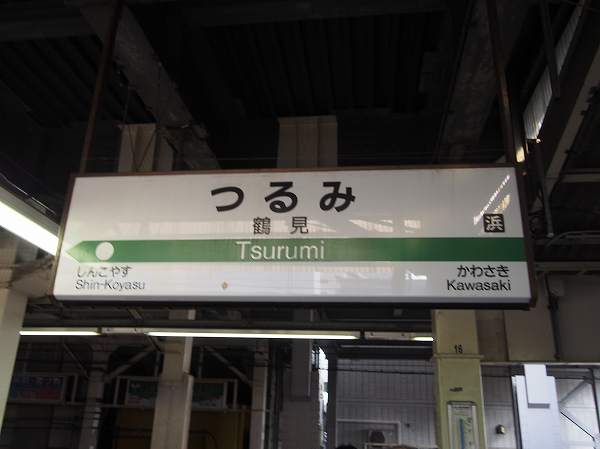 つるみ
鶴見
浜
Tsurumi
しんこやす
Shin-Koyasu
かわさき
Kawasaki
16